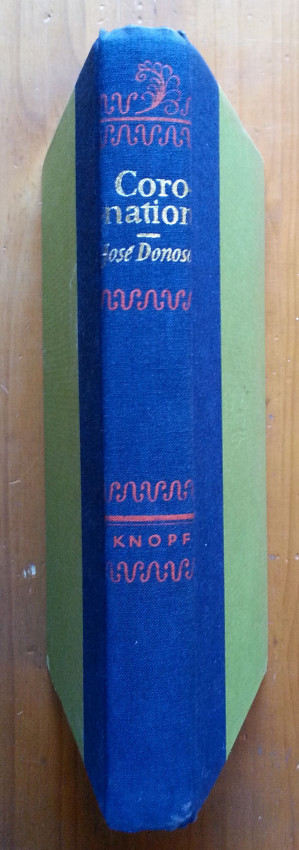 Coro-
nation
José Donoso
KNOPF